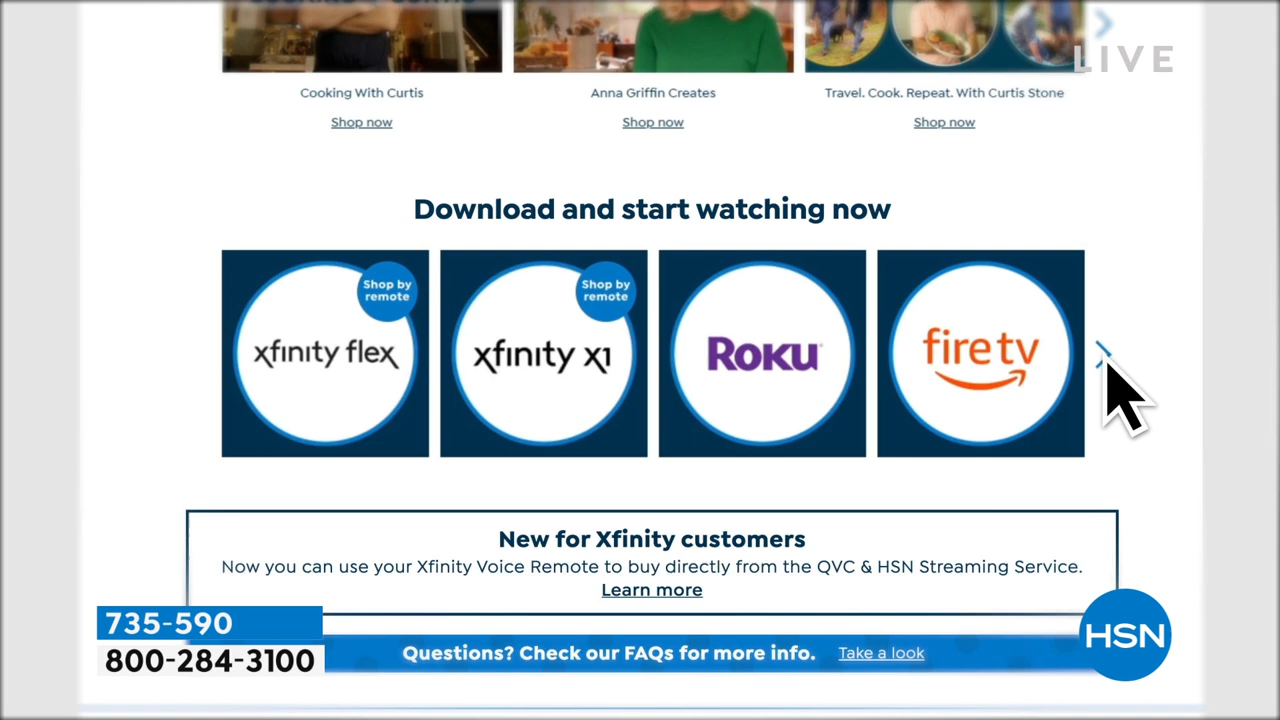 LIVE
Cooking With Curtis
Anna Griffin Creates
Travel. Cook. Repeat. With Curtis Stone
Shop now
Shop now
Shop now
Download and start watching now
Shop by
remote
Shop by
remote
xfinity flex
xfinity x1
Roku
fire tv
New for Xfinity customers
Now you can use your Xfinity Voice Remote to buy directly from the QVC & HSN Streaming Service.
Learn more
735-590
800-284-3100
Questions? Check our FAQs for more info. Take a look
HSN